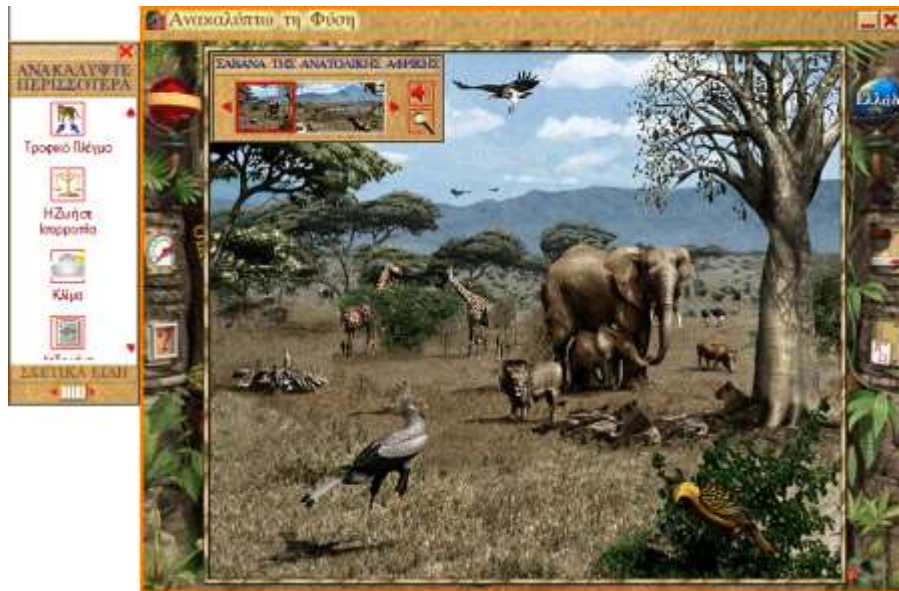 Ανακαλύπτω τη Φύση
ΣΑΒΑΝΑ ΤΗΣ ΑΝΑΤΟΛΙΚΗΣ ΑΦΡΙΚΗΣ
ΑΝΑΚΑΛΥΨΤΕ
ΠΕΡΙΣΣΟΤΕΡΑ
Τροφικό Πλέγμα
Η Ζωή σε
Ισορροπία
Κλίμα
ΣΧΕΤΙΚΑ ΕΙΔΗ